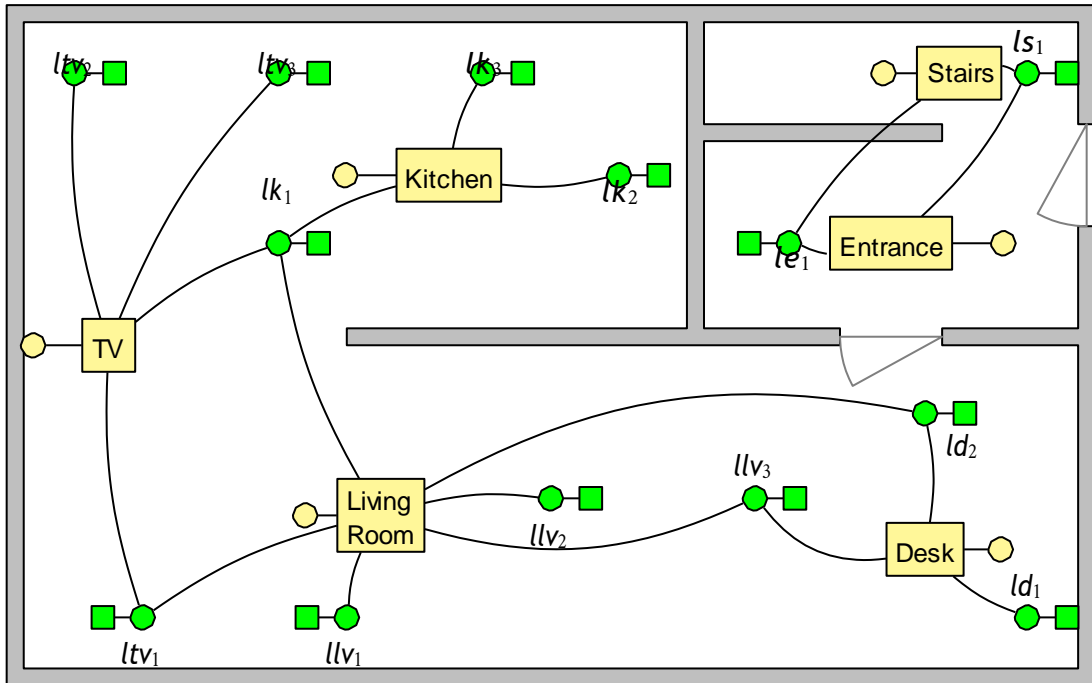 ltv₂
ltv₃
lk₃
Stairs
ls₁
Kitchen
lk₁
lk₂
le₁
Entrance
TV
ld₂
Living
Room
llv₃
llv₂
Desk
ld₁
ltv₁
llv₁